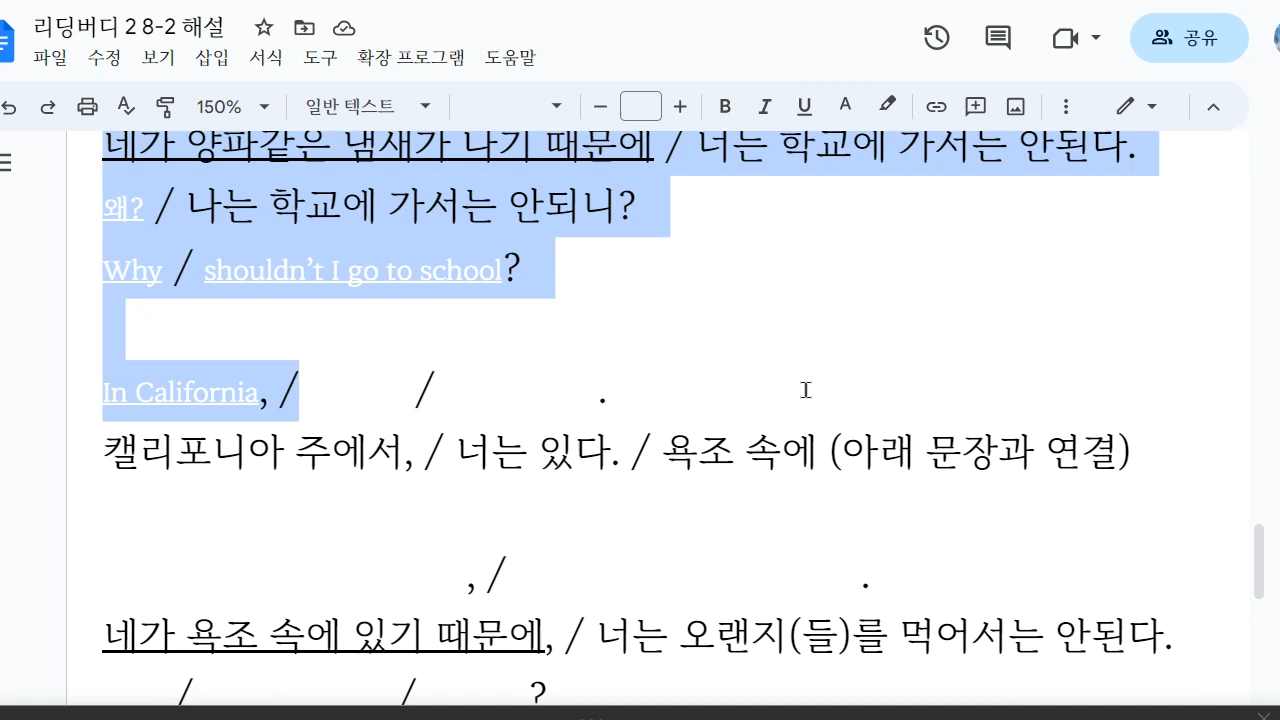 리딩버디 2 8-2 해설
파일 수정 보기 삽입 서식 도구 확장 프로그램 도움말
공유
150% 일반 텍스트
네가 양파같은 냄새가 나기 때문에 / 너는 학교에 가서는 안된다.
왜? / 나는 학교에 가서는 안되니?
Why / shouldn’t I go to school?
In California, / / .
캘리포니아 주에서, / 너는 있다. / 욕조 속에 (아래 문장과 연결)
, / .
네가 욕조 속에 있기 때문에, / 너는 오랜지(들)를 먹어서는 안된다.
/ / ?